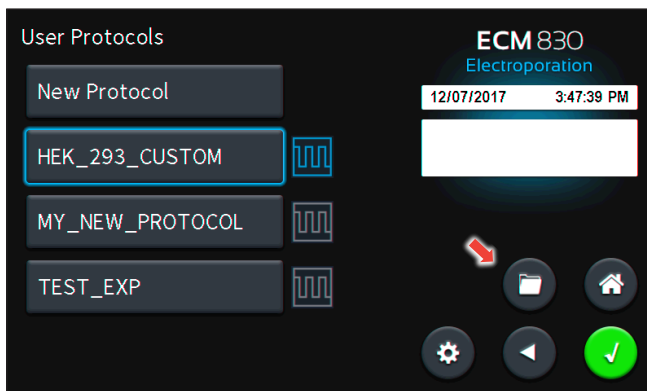 User Protocols
New Protocol
HEK_293_CUSTOM
MY_NEW_PROTOCOL
TEST_EXP
ECM 830
Electroporation
12/07/2017 3:47:39 PM